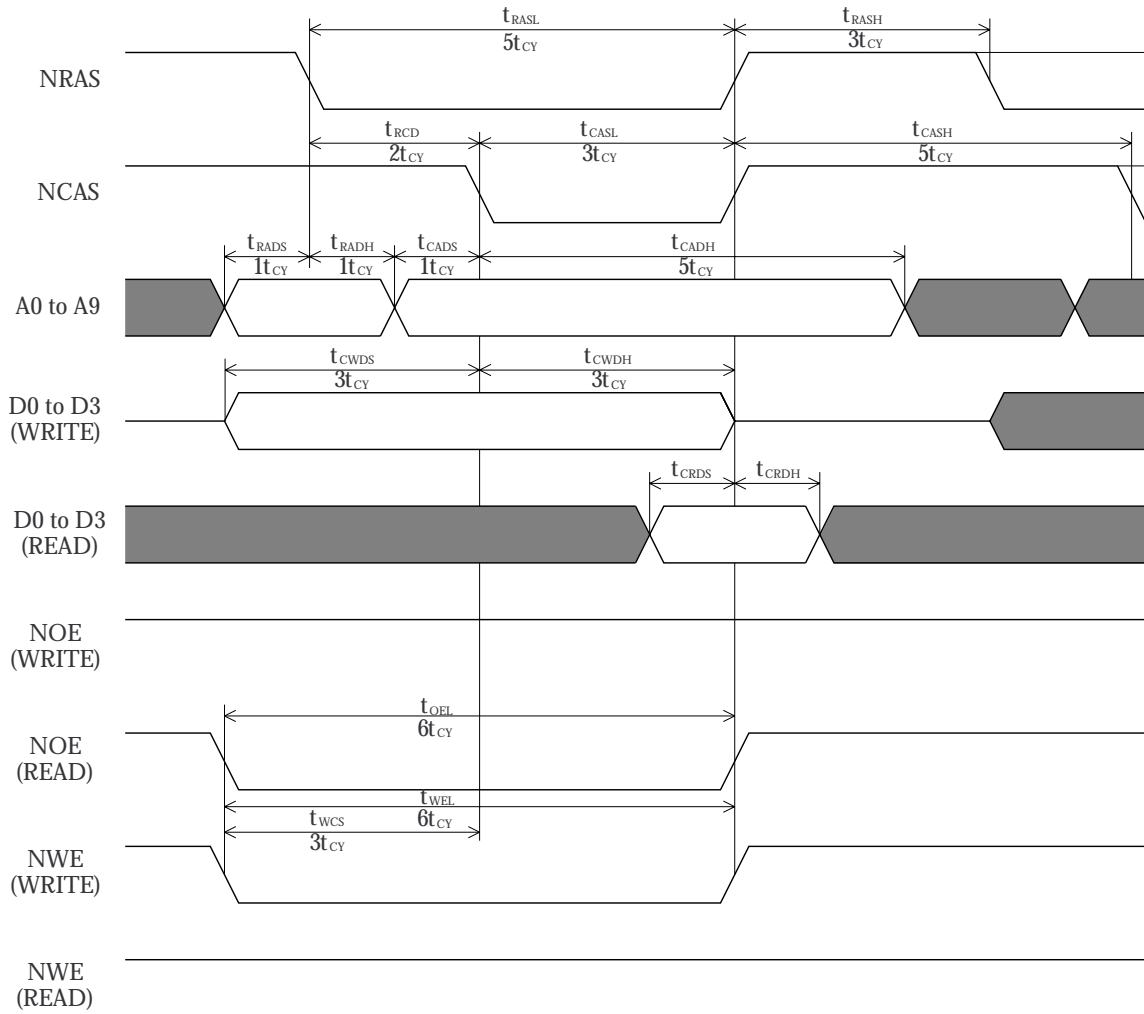 tRASL
5tCY
tRASH
3tCY
NRAS
tRCD
2tCY
tCASL
3tCY
tCASH
5tCY
NCAS
tRADS
1tCY
tRADH
1tCY
tCADS
1tCY
tCADH
5tCY
A0 to A9
tCWDS
3tCY
tCWDH
3tCY
D0 to D3
(WRITE)
tCRDS
tCRDH
D0 to D3
(READ)
NOE
(WRITE)
tOEL
6tCY
NOE
(READ)
tWEL
6tCY
tWCS
3tCY
NWE
(WRITE)
NWE
(READ)